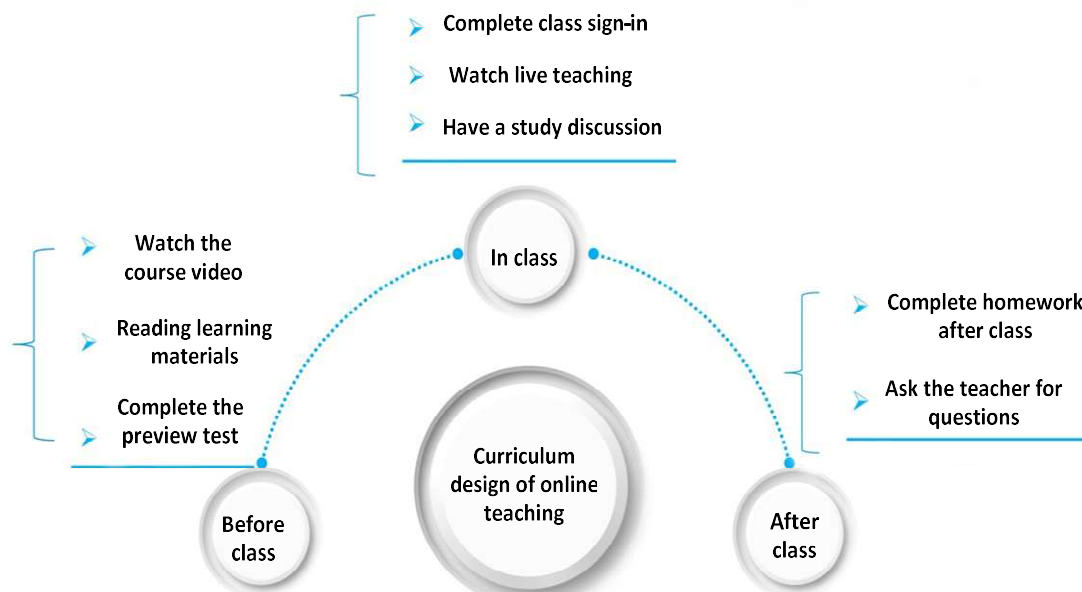 Complete class sign-in
Watch live teaching
Have a study discussion
In class
Watch the
course video
Reading learning
materials
Complete the
preview test
Before
class
Curriculum
design of online
teaching
Complete homework
after class
Ask the teacher for
questions
After
class